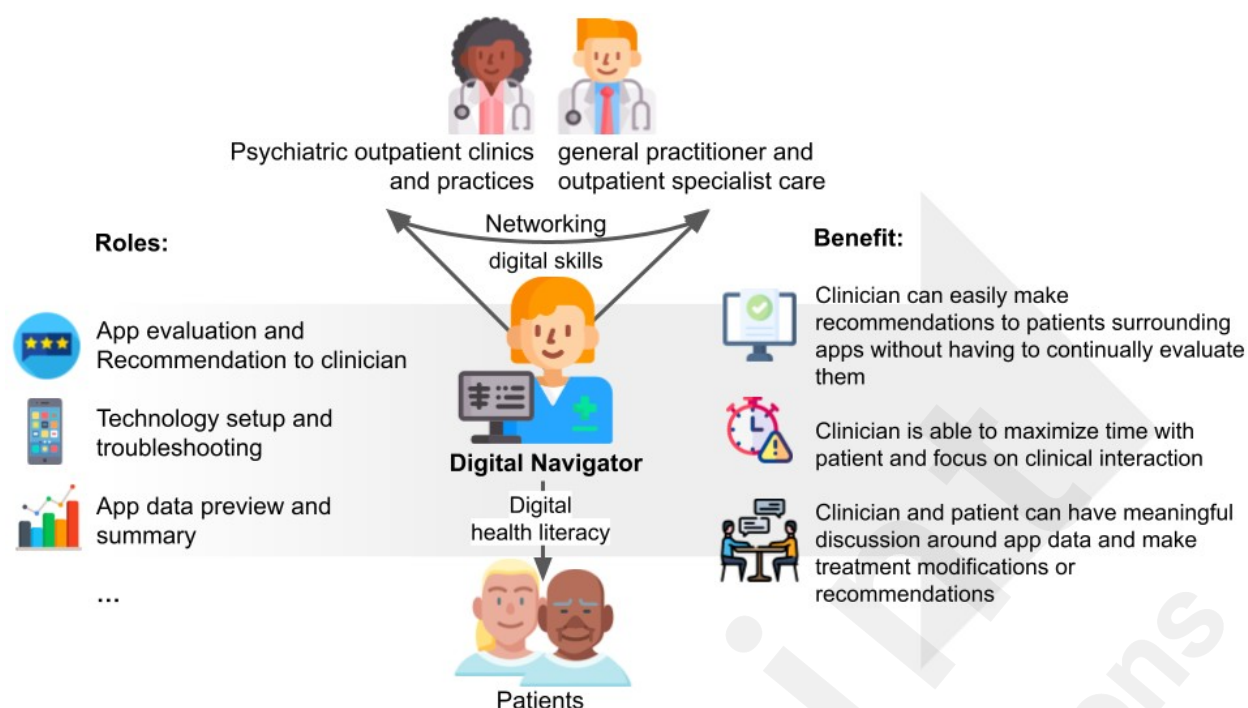 Psychiatric outpatient clinics
and practices
general practitioner and
outpatient specialist care
Networking
digital skills
Roles:
App evaluation and
Recommendation to clinician
Technology setup and
troubleshooting
App data preview and
summary
...
Digital Navigator
Digital
health literacy
Patients
Benefit:
Clinician can easily make
recommendations to patients surrounding
apps without having to continually evaluate
them
Clinician is able to maximize time with
patient and focus on clinical interaction
Clinician and patient can have meaningful
discussion around app data and make
treatment modifications or
recommendations